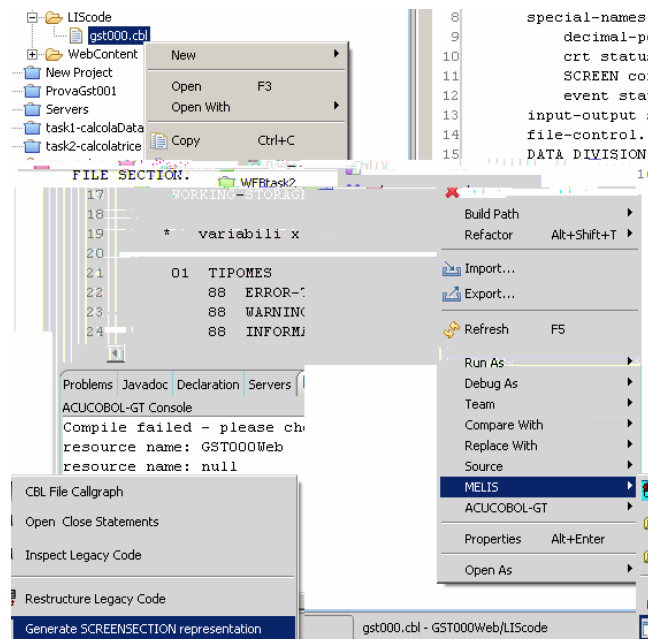 LIScode
gst000.cbl
WebContent
New Project
ProvaGst001
Servers
task1-calcolaData
task2-calcolatrice
New
Open F3
Open With
Copy Ctrl+C
8 special-names
9 decimal-p
10 crt status
11 SCREEN co
12 event sta
13 input-output s
14 file-control.
15 DATA DIVISION
FILE SECTION.
WFBtask2
17 WORKING-STORAG
18
19 * variabili x
20
21 01 TIPOMES
22 88 ERROR-T
23 88 WARNING
24 88 INFORMA
Build Path
Refactor Alt+Shift+T
Import...
Export...
Refresh F5
Run As
Debug As
Team
Compare With
Replace With
Source
MELIS
ACUCOBOL-GT
Properties Alt+Enter
Open As
Problems Javadoc Declaration Servers
ACUCOBOL-GT Console
Compile failed - please ch
resource name: GST000Web
resource name: null
CBL File Callgraph
Open Close Statements
Inspect Legacy Code
Restructure Legacy Code
Generate SCREENSECTION representation
gst000.cbl - GST000Web/LIScode